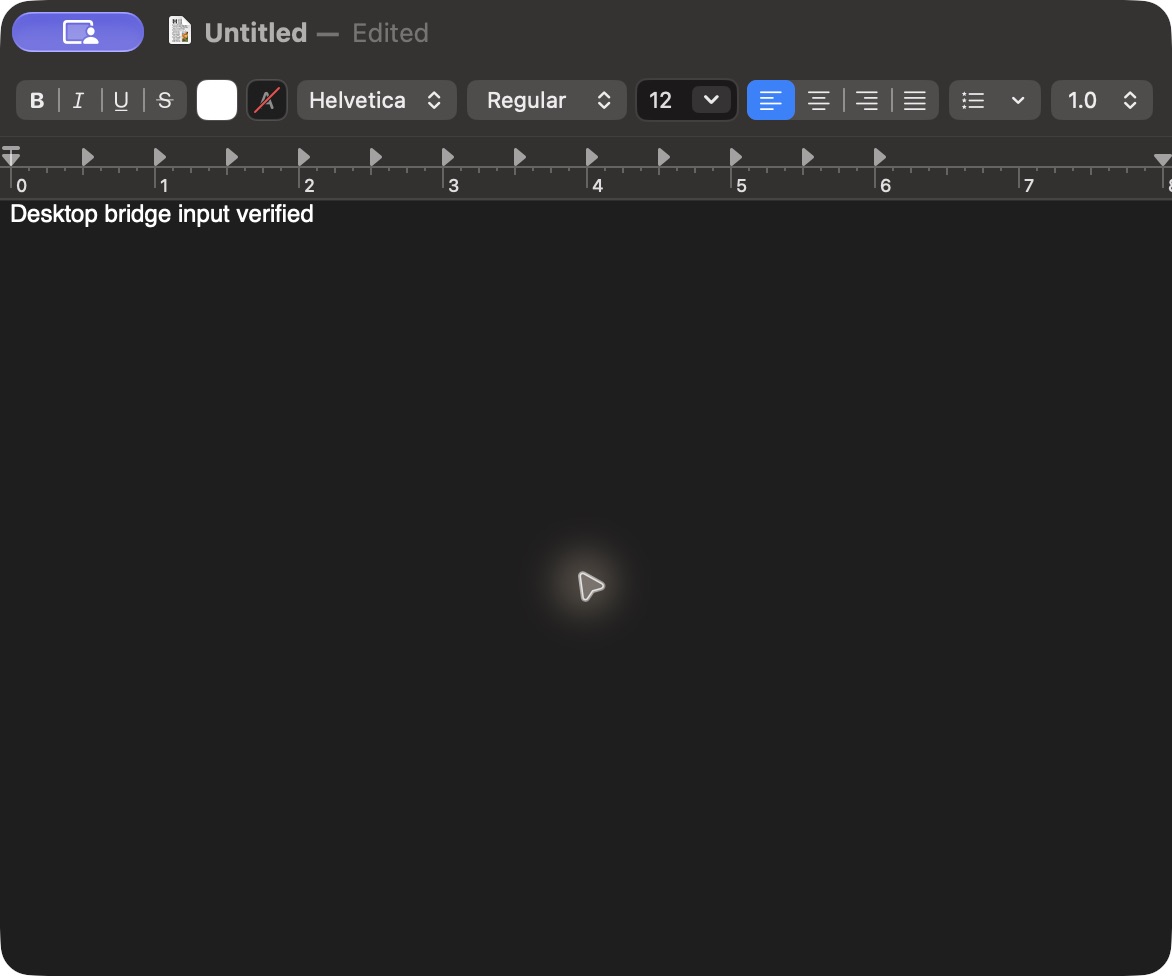 Untitled — Edited
B I U S A Helvetica Regular 12 1.0
0 1 2 3 4 5 6 7
Desktop bridge input verified